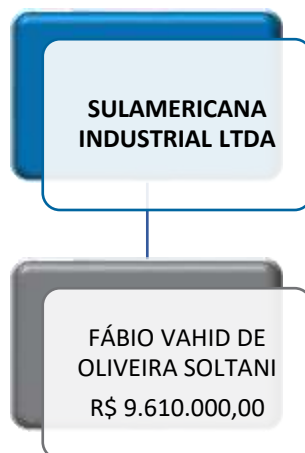 SULAMERICANA
INDUSTRIAL LTDA
FÁBIO VAHID DE
OLIVEIRA SOLTANI
R$ 9.610.000,00